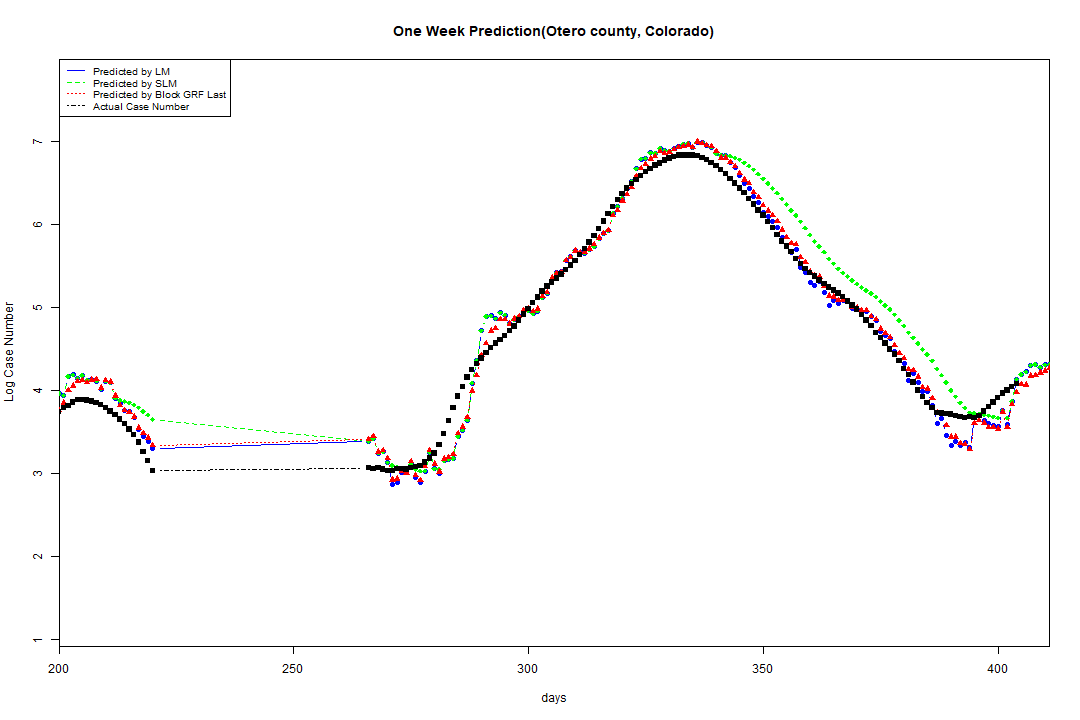 One Week Prediction(Otero county, Colorado)
Predicted by LM
Predicted by SLM
Predicted by Block GRF Last
Actual Case Number
7
6
5
4
3
2
1
Log Case Number
200 250 300 350 400
days